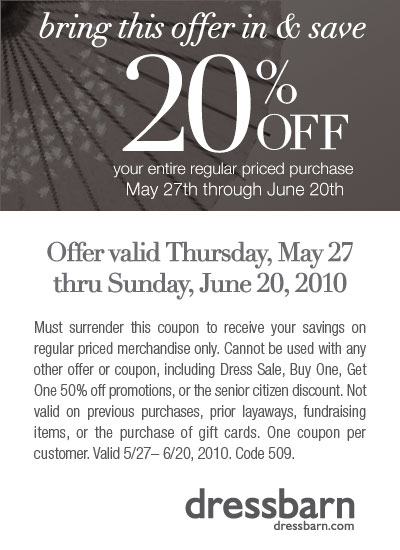 bring this offer in & save
20% OFF
your entire regular priced purchase
May 27th through June 20th
Offer valid Thursday, May 27
thru Sunday, June 20, 2010
Must surrender this coupon to receive your savings on
regular priced merchandise only. Cannot be used with any
other offer or coupon, including Dress Sale, Buy One, Get
One 50% off promotions, or the senior citizen discount. Not
valid on previous purchases, prior layaways, fundraising
items, or the purchase of gift cards. One coupon per
customer. Valid 5/27– 6/20, 2010. Code 509.
dressbarn
dressbarn.com